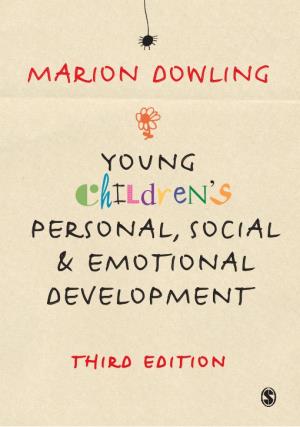 MARION DOWLING
YOUNG
chiLdreN's
PERSONAL, SOCIAL
& EMOTIONAL
DEVELOPMENT
THIRD EDITION
S